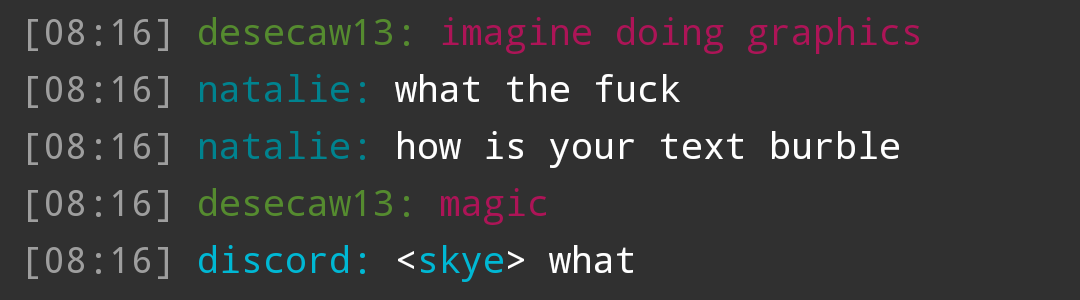 [08:16] desecaw13: imagine doing graphics
[08:16] natalie: what the fuck
[08:16] natalie: how is your text burble
[08:16] desecaw13: magic
[08:16] discord: <skye> what